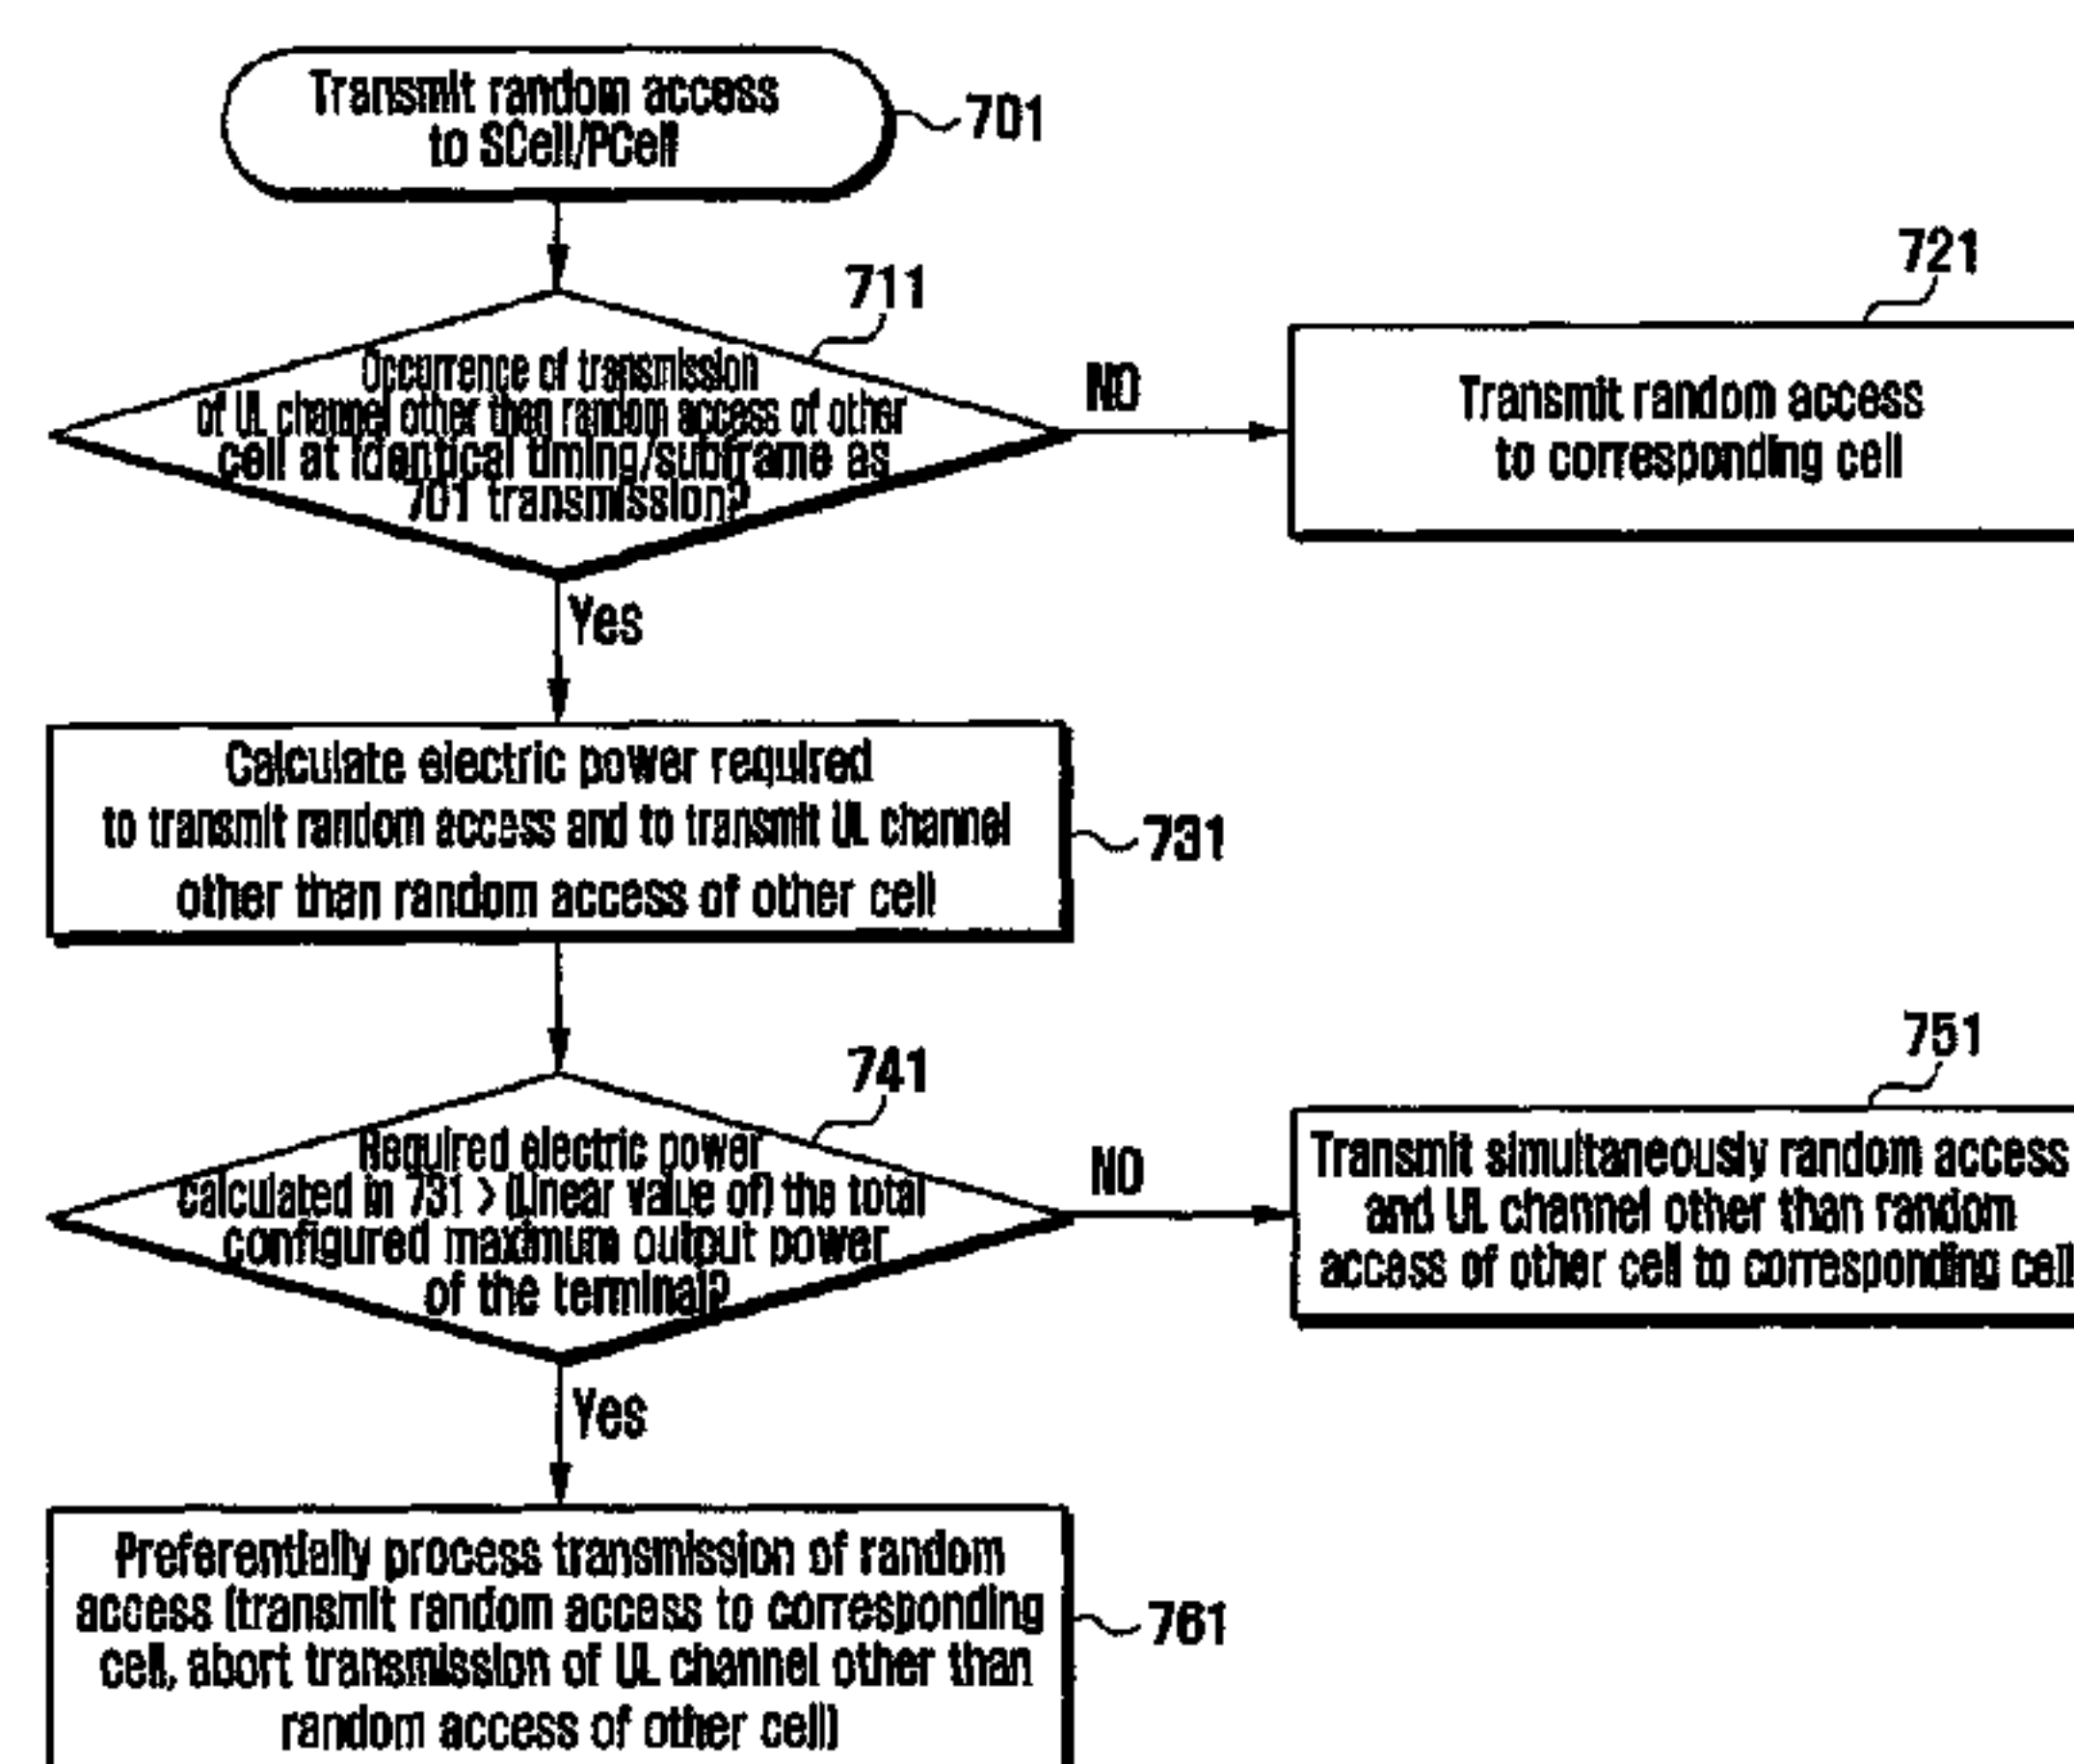 Transmit random access
to SCell/PCell
701
711
Occurrence of transmission
of UL channel other than random access of other
cell at identical timing/subframe as
701 transmission?
NO
721
Transmit random access
to corresponding cell
Yes
Calculate electric power required
to transmit random access and to transmit UL channel
other than random access of other cell
731
741
Required electric power
calculated in 731 > (Linear value of) the total
configured maximum output power
of the terminal?
NO
751
Transmit simultaneously random access
and UL channel other than random
access of other cell to corresponding cell
Yes
Preferentially process transmission of random
access (transmit random access to corresponding
cell, abort transmission of UL channel other than
random access of other cell)
761